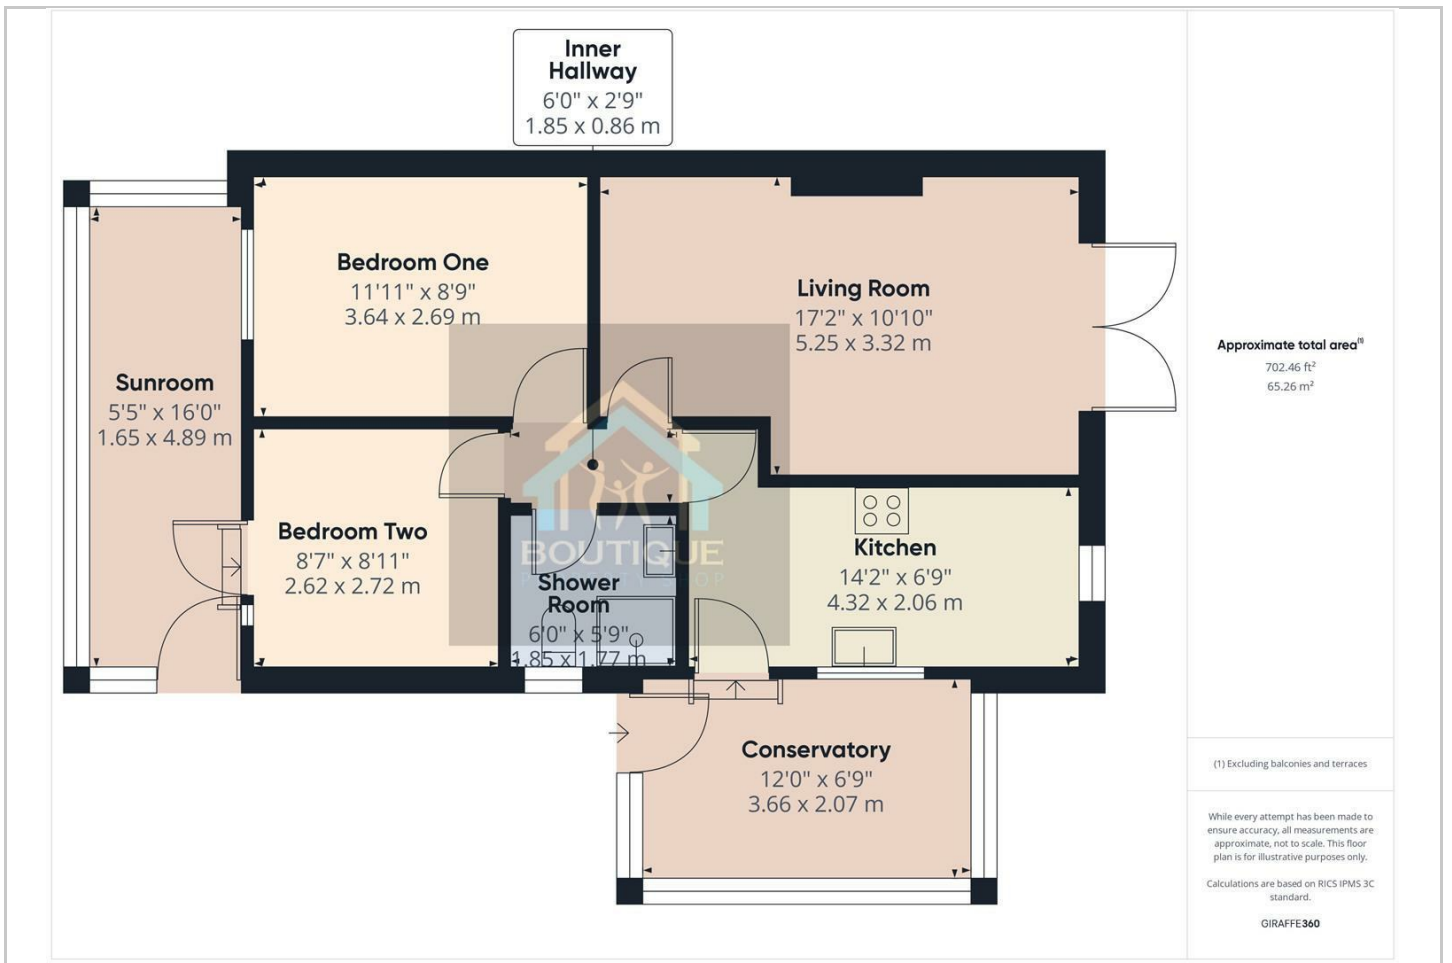 Inner
Hallway
6'0" x 2'9"
1.85 x 0.86 m
Bedroom One
11'11" x 8'9"
3.64 x 2.69 m
Living Room
17'2" x 10'10"
5.25 x 3.32 m
Sunroom
5'5" x 16'0"
1.65 x 4.89 m
Bedroom Two
8'7" x 8'11"
2.62 x 2.72 m
BOUTIQUE
PROPERTY SHOP
Shower
Room
6'0" x 5'9"
1.85 x 1.77 m
Kitchen
14'2" x 6'9"
4.32 x 2.06 m
Conservatory
12'0" x 6'9"
3.66 x 2.07 m
Approximate total area(1)
702.46 ft²
65.26 m²
(1) Excluding balconies and terraces
While every attempt has been made to
ensure accuracy, all measurements are
approximate, not to scale. This floor
plan is for illustrative purposes only.
Calculations are based on RICS IPMS 3C
standard.
GIRAFFE360